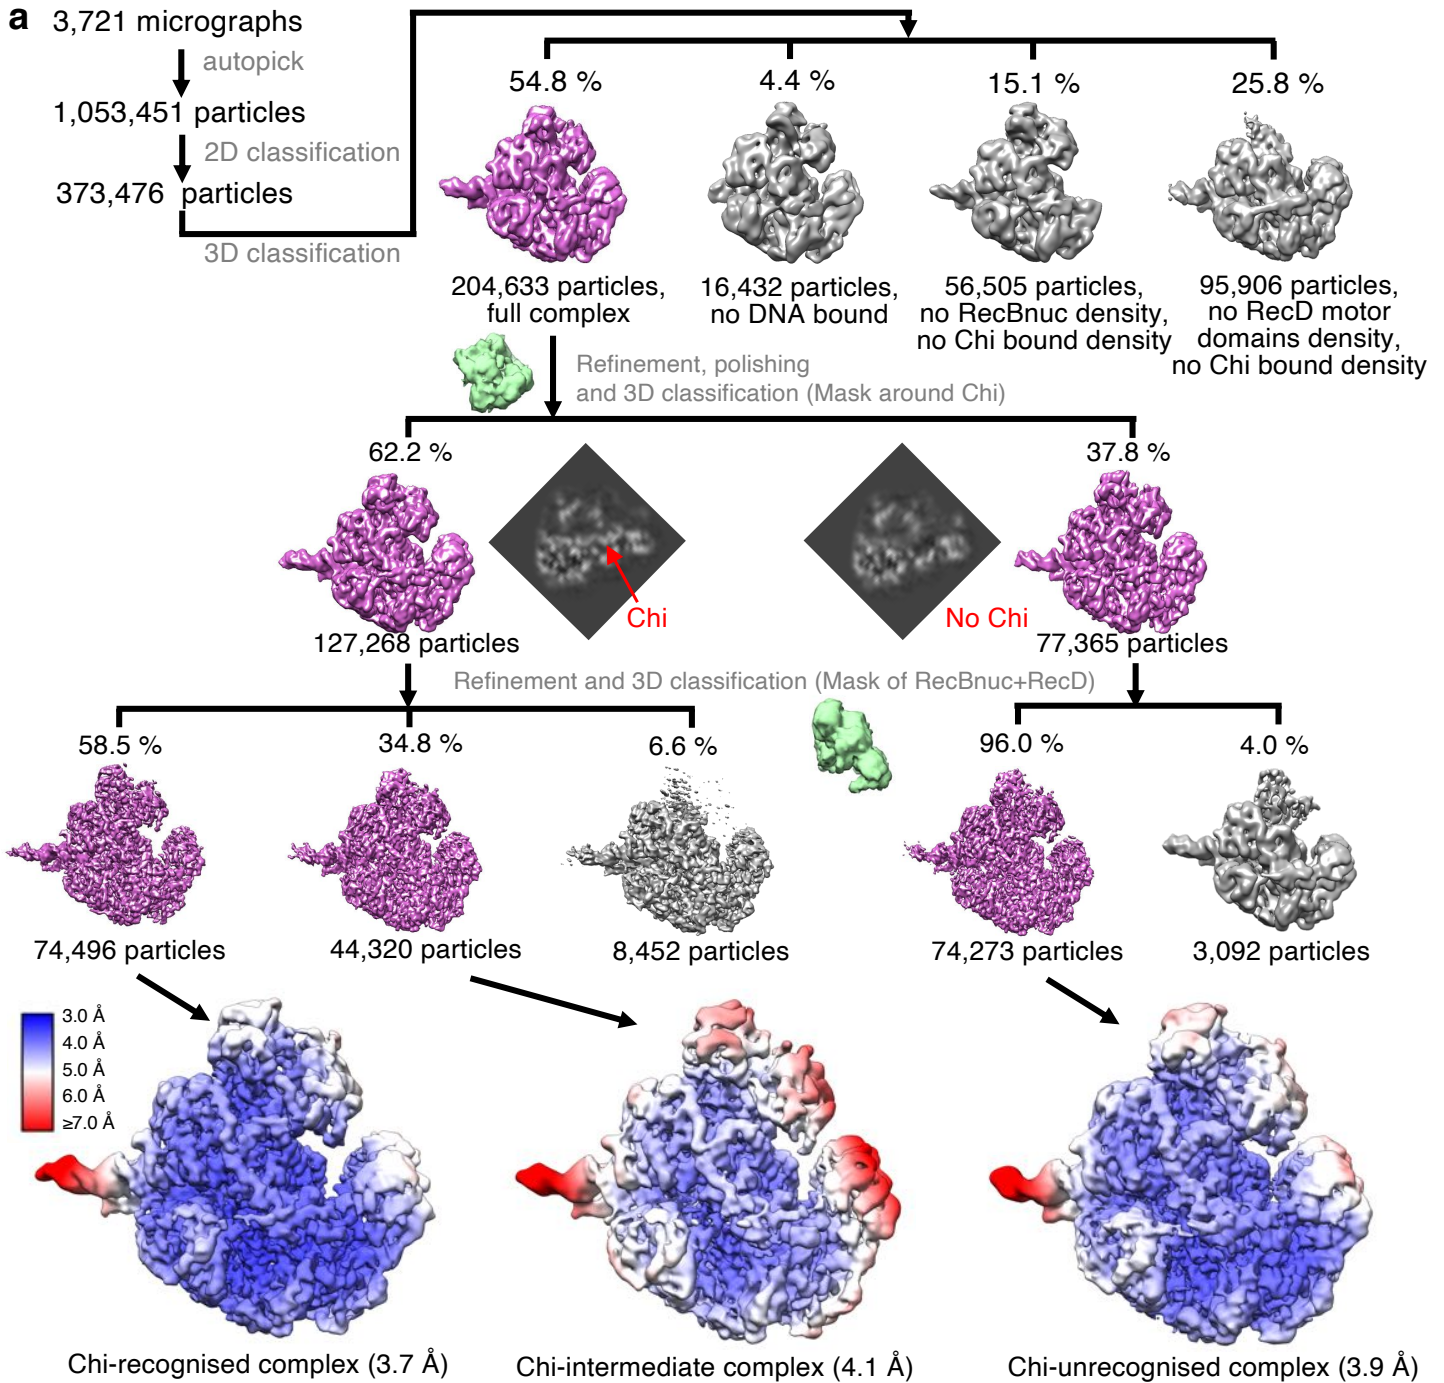 a
3,721 micrographs
autopick
1,053,451 particles
2D classification
373,476 particles
3D classification
54.8 %
4.4 %
15.1 %
25.8 %
204,633 particles,
full complex
16,432 particles,
no DNA bound
56,505 particles,
no RecBnuc density,
no Chi bound density
95,906 particles,
no RecD motor
domains density,
no Chi bound density
Refinement, polishing
and 3D classification (Mask around Chi)
62.2 %
37.8 %
Chi
No Chi
127,268 particles
77,365 particles
Refinement and 3D classification (Mask of RecBnuc+RecD)
58.5 %
34.8 %
6.6 %
96.0 %
4.0 %
74,496 particles
44,320 particles
8,452 particles
74,273 particles
3,092 particles
3.0 Å
4.0 Å
5.0 Å
6.0 Å
≥7.0 Å
Chi-recognised complex (3.7 Å)
Chi-intermediate complex (4.1 Å)
Chi-unrecognised complex (3.9 Å)